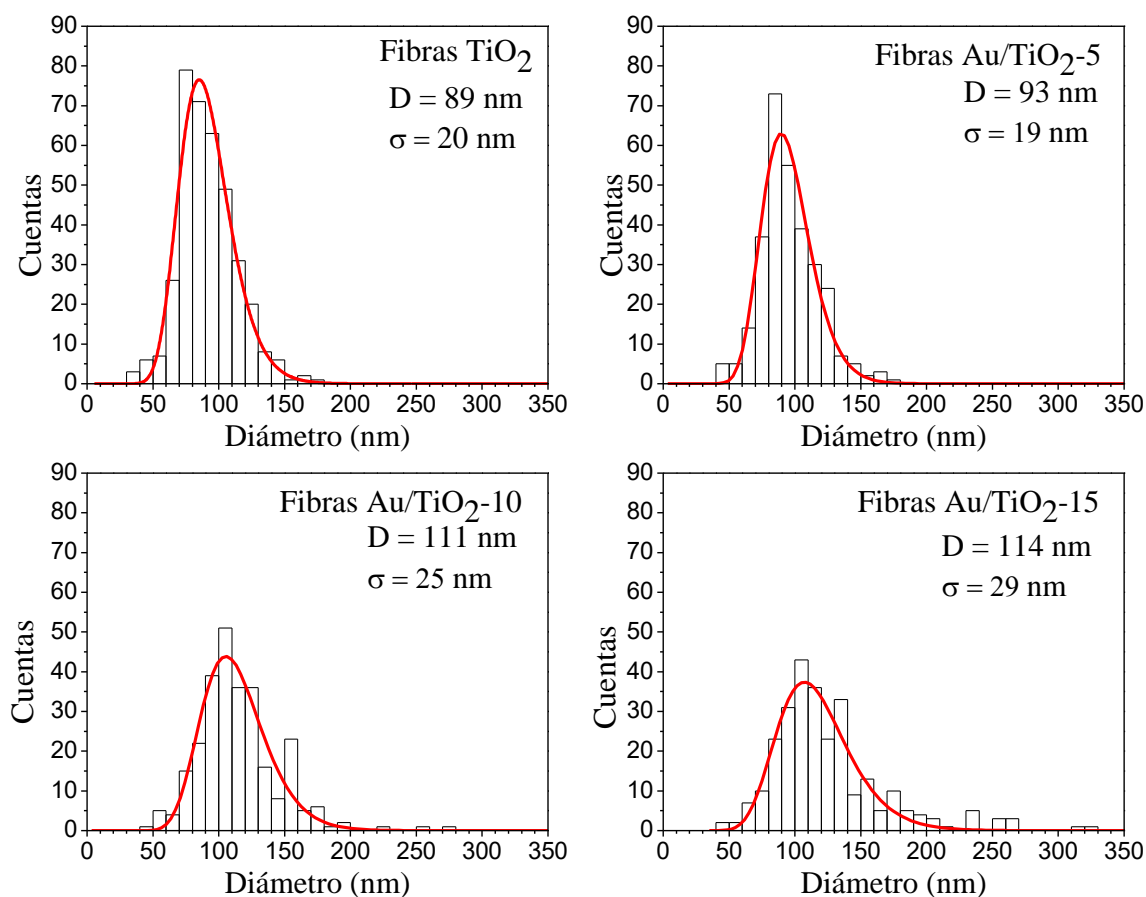 Fibras TiO2
D = 89 nm
σ = 20 nm
Cuentas
90
80
70
60
50
40
30
20
10
0
0 50 100 150 200 250 300 350
Diámetro (nm)
Fibras Au/TiO2-5
D = 93 nm
σ = 19 nm
Cuentas
90
80
70
60
50
40
30
20
10
0
0 50 100 150 200 250 300 350
Diámetro (nm)
Fibras Au/TiO2-10
D = 111 nm
σ = 25 nm
Cuentas
90
80
70
60
50
40
30
20
10
0
0 50 100 150 200 250 300 350
Diámetro (nm)
Fibras Au/TiO2-15
D = 114 nm
σ = 29 nm
Cuentas
90
80
70
60
50
40
30
20
10
0
0 50 100 150 200 250 300 350
Diámetro (nm)